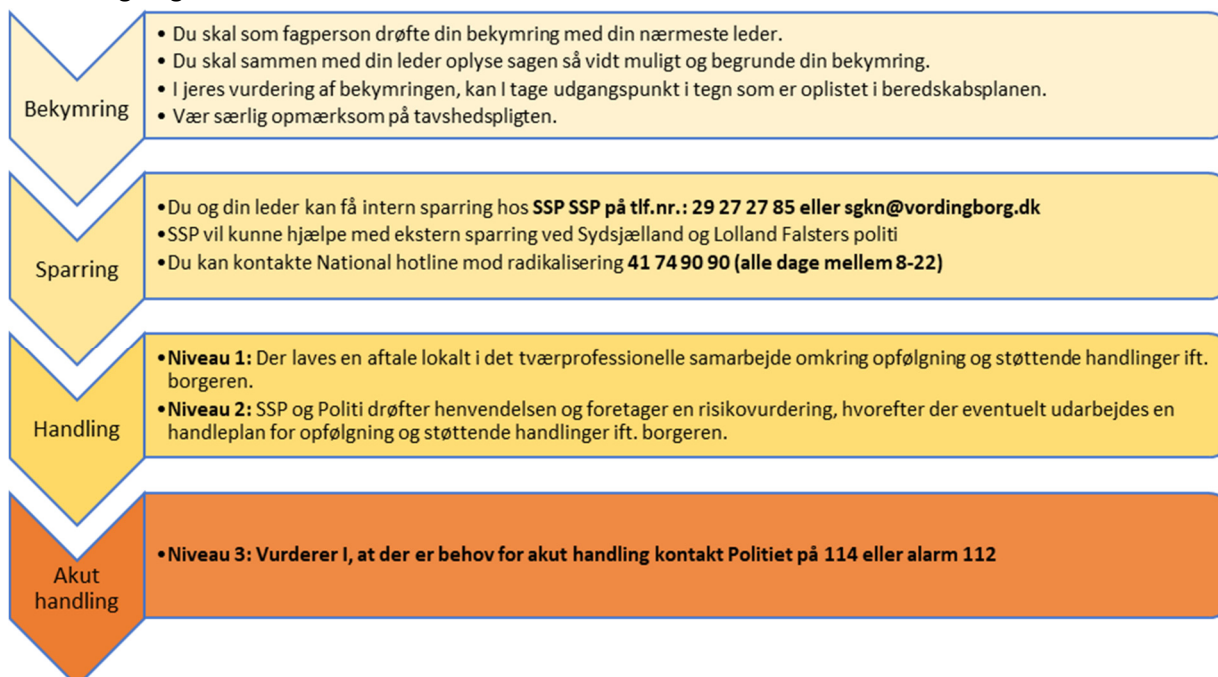 Bekymring
• Du skal som fagperson drøfte din bekymring med din nærmeste leder.
• Du skal sammen med din leder oplyse sagen så vidt muligt og begrunde din bekymring.
• I jeres vurdering af bekymringen, kan I tage udgangspunkt i tegn som er oplistet i beredskabsplanen.
• Vær særlig opmærksom på tavshedspligten.
Sparring
•Du og din leder kan få intern sparring hos SSP SSP på tlf.nr.: 29 27 27 85 eller sgkn@vordingborg.dk
•SSP vil kunne hjælpe med ekstern sparring ved Sydsjælland og Lolland Falsters politi
•Du kan kontakte National hotline mod radikalisering 41 74 90 90 (alle dage mellem 8-22)
Handling
•Niveau 1: Der laves en aftale lokalt i det tværprofessionelle samarbejde omkring opfølgning og støttende handlinger ift.
borgeren.
•Niveau 2: SSP og Politi drøfter henvendelsen og foretager en risikovurdering, hvorefter der eventuelt udarbejdes en
handleplan for opfølgning og støttende handlinger ift. borgeren.
Akut
handling
•Niveau 3: Vurderer I, at der er behov for akut handling kontakt Politiet på 114 eller alarm 112